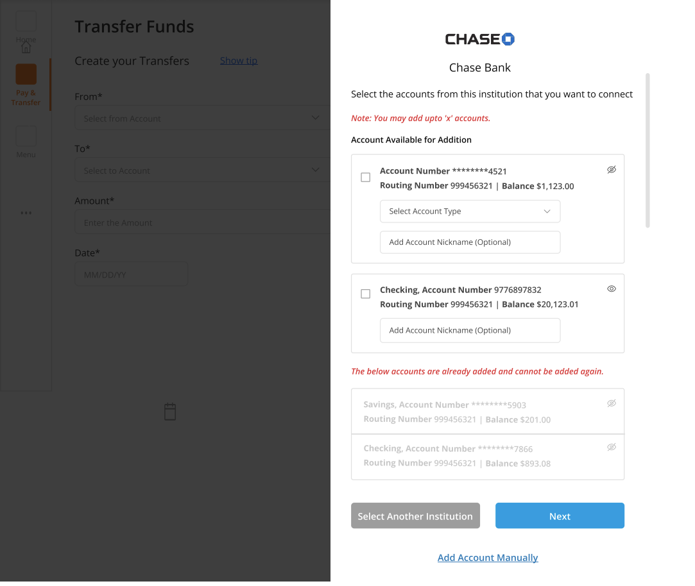 Home
Pay &
Transfer
Menu
Transfer Funds
Create your Transfers Show tip
From*
Select from Account
To*
Select to Account
Amount*
Enter the Amount
Date*
MM/DD/YY
CHASE
Chase Bank
Select the accounts from this institution that you want to connect
Note: You may add upto 'x' accounts.
Account Available for Addition
Account Number ********4521
Routing Number 999456321 | Balance $1,123.00
Select Account Type
Add Account Nickname (Optional)
Checking, Account Number 9776897832
Routing Number 999456321 | Balance $20,123.01
Add Account Nickname (Optional)
The below accounts are already added and cannot be added again.
Savings, Account Number ********5903
Routing Number 999456321 | Balance $201.00
Checking, Account Number ********7866
Routing Number 999456321 | Balance $893.08
Select Another Institution
Next
Add Account Manually